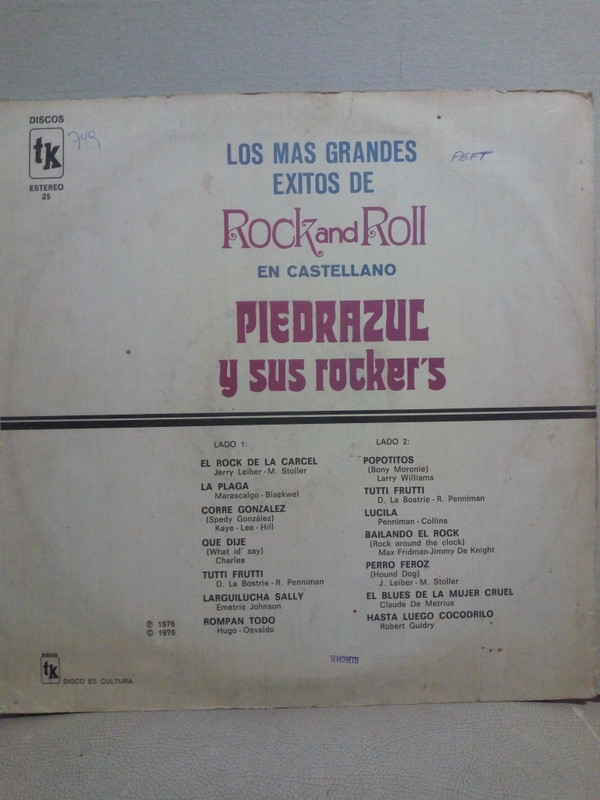 DISCOS
tk
ESTEREO
25
749
LOS MAS GRANDES
EXITOS DE
Rock and Roll
EN CASTELLANO
PIEDRAZUL
y sus rocker's
LADO 1:
EL ROCK DE LA CARCEL
Jerry Leiber - M. Stoller
LA PLAGA
Marascalgo - Blaskwel
CORRE GONZALEZ
(Spedy González)
Kaye - Lee - Hill
QUE DIJE
(What id' say)
Charles
TUTTI FRUTTI
D. La Bostrie - R. Penniman
LARGUILUCHA SALLY
Emetris Johnson
ROMPAN TODO
Hugo - Osvaldo
LADO 2:
POPOTITOS
(Bony Moronie)
Larry Williams
TUTTI FRUTTI
D. La Bostrie - R. Penniman
LUCILA
Penniman - Collins
BAILANDO EL ROCK
(Rock around the clock)
Max Fridman-Jimmy De Knight
PERRO FEROZ
(Hound Dog)
J. Leiber - M. Stoller
EL BLUES DE LA MUJER CRUEL
Claude De Metrius
HASTA LUEGO COCODRILO
Robert Guidry
℗ 1976
© 1976
SIMONETTI
DISCOS
tk
DISCO ES CULTURA